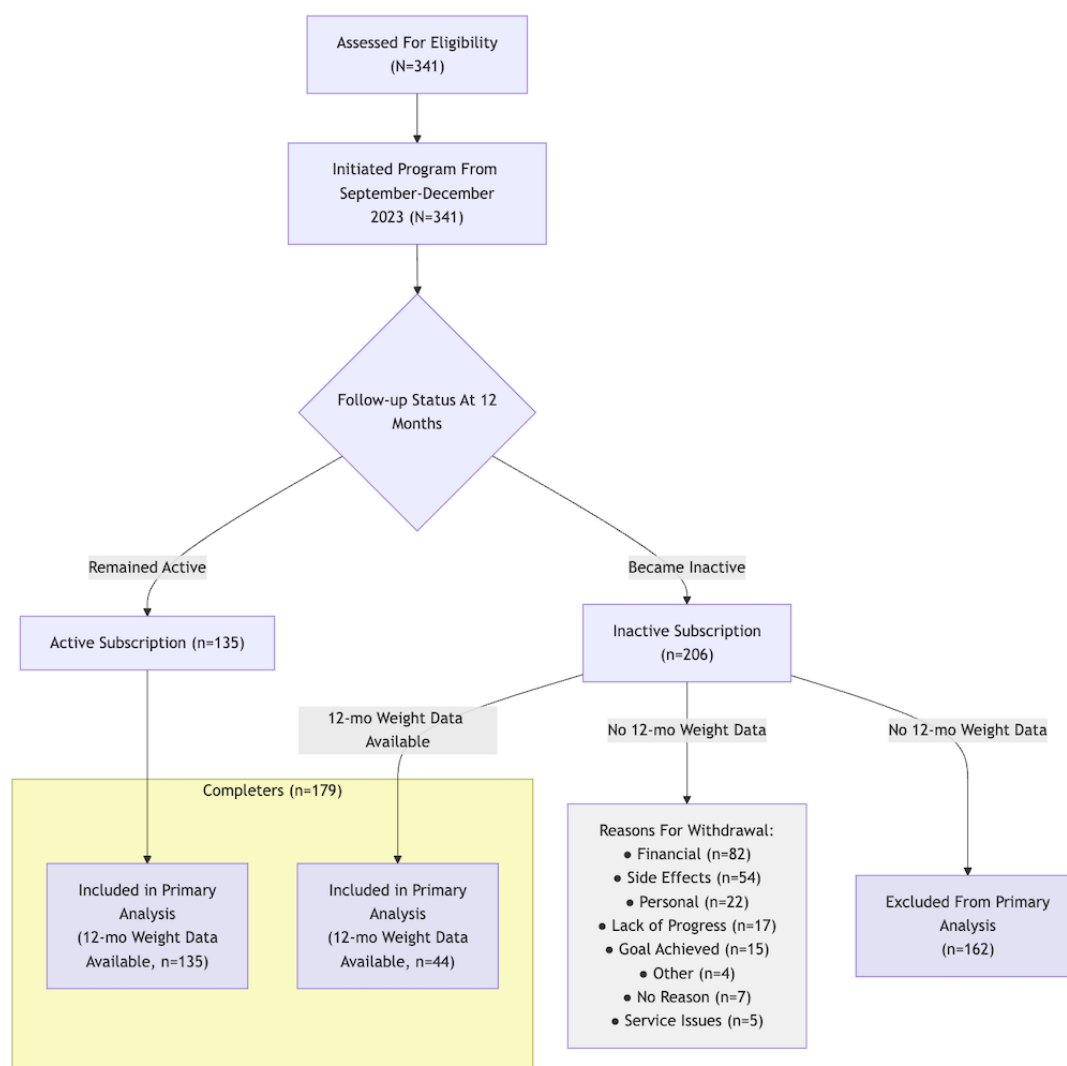 Assessed For Eligibility
(N=341)
Initiated Program From
September-December
2023 (N=341)
Follow-up Status At 12
Months
Remained Active
Became Inactive
Active Subscription (n=135)
Inactive Subscription
(n=206)
12-mo Weight Data
Available
No 12-mo Weight Data
No 12-mo Weight Data
Completers (n=179)
Included in Primary
Analysis
(12-mo Weight Data
Available, n=135)
Included in Primary
Analysis
(12-mo Weight Data
Available, n=44)
Reasons For Withdrawal:
● Financial (n=82)
● Side Effects (n=54)
● Personal (n=22)
● Lack of Progress (n=17)
● Goal Achieved (n=15)
● Other (n=4)
● No Reason (n=7)
● Service Issues (n=5)
Excluded From Primary
Analysis
(n=162)